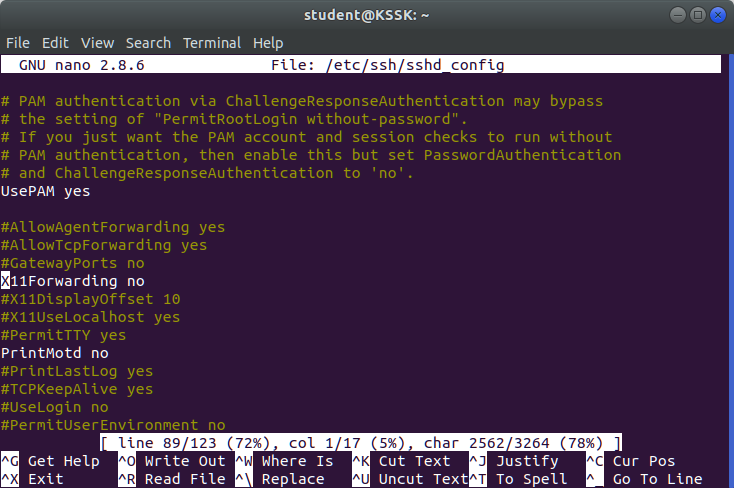 student@KSSK: ~
File Edit View Search Terminal Help
GNU nano 2.8.6 File: /etc/ssh/sshd_config
# PAM authentication via ChallengeResponseAuthentication may bypass
# the setting of "PermitRootLogin without-password".
# If you just want the PAM account and session checks to run without
# PAM authentication, then enable this but set PasswordAuthentication
# and ChallengeResponseAuthentication to 'no'.
UsePAM yes
#AllowAgentForwarding yes
#AllowTcpForwarding yes
#GatewayPorts no
X11Forwarding no
#X11DisplayOffset 10
#X11UseLocalhost yes
#PermitTTY yes
PrintMotd no
#PrintLastLog yes
#TCPKeepAlive yes
#UseLogin no
#PermitUserEnvironment no
[ line 89/123 (72%), col 1/17 (5%), char 2562/3264 (78%) ]
^G Get Help ^O Write Out ^W Where Is ^K Cut Text ^J Justify ^C Cur Pos
^X Exit ^R Read File ^\ Replace ^U Uncut Text ^T To Spell ^_ Go To Line